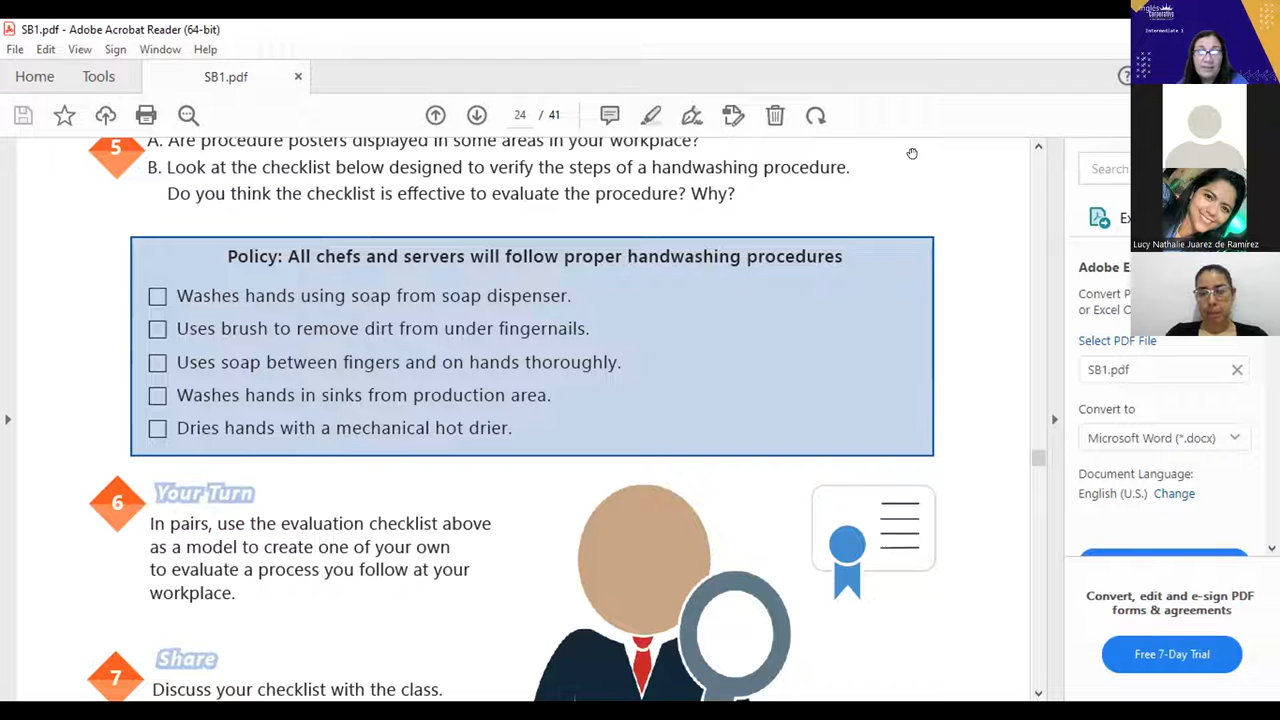 SB1.pdf - Adobe Acrobat Reader (64-bit)
File Edit View Sign Window Help
Home Tools SB1.pdf
24 / 41
5
A. Are procedure posters displayed in some areas in your workplace?
B. Look at the checklist below designed to verify the steps of a handwashing procedure.
Do you think the checklist is effective to evaluate the procedure? Why?
Policy: All chefs and servers will follow proper handwashing procedures
Washes hands using soap from soap dispenser.
Uses brush to remove dirt from under fingernails.
Uses soap between fingers and on hands thoroughly.
Washes hands in sinks from production area.
Dries hands with a mechanical hot drier.
6
Your Turn
In pairs, use the evaluation checklist above
as a model to create one of your own
to evaluate a process you follow at your
workplace.
7
Share
Discuss your checklist with the class.
Search
Ex
Adobe E
Convert P
or Excel O
Select PDF File
SB1.pdf
Convert to
Microsoft Word (*.docx)
Document Language:
English (U.S.) Change
Convert, edit and e-sign PDF
forms & agreements
Free 7-Day Trial
Inglés
Corporativo
Intermediate 1
Lucy Nathalie Juarez de Ramírez